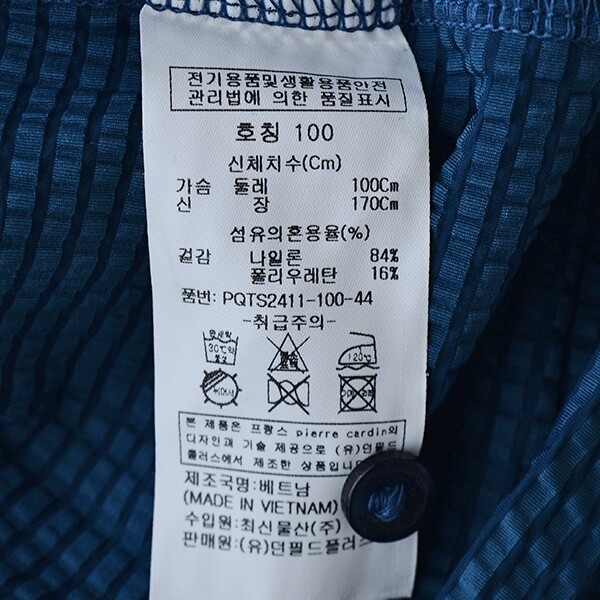 전기용품및생활용품안전
관리법에 의한 품질표시
호칭 100
신체치수(Cm)
가슴 둘레 100Cm
신 장 170Cm
섬유의혼용율(%)
겉감 나일론 84%
폴리우레탄 16%
품번: PQTS2411-100-44
-취급주의-
30℃약 120℃
본 제품은 프랑스 pierre cardin의
디자인과 기술 제공으로 (유)던필드
플러스에서 제조한 상품입니
제조국명:베트남
(MADE IN VIETNAM)
수입원:최신물산(주)
판매원:(유)던필드플러스